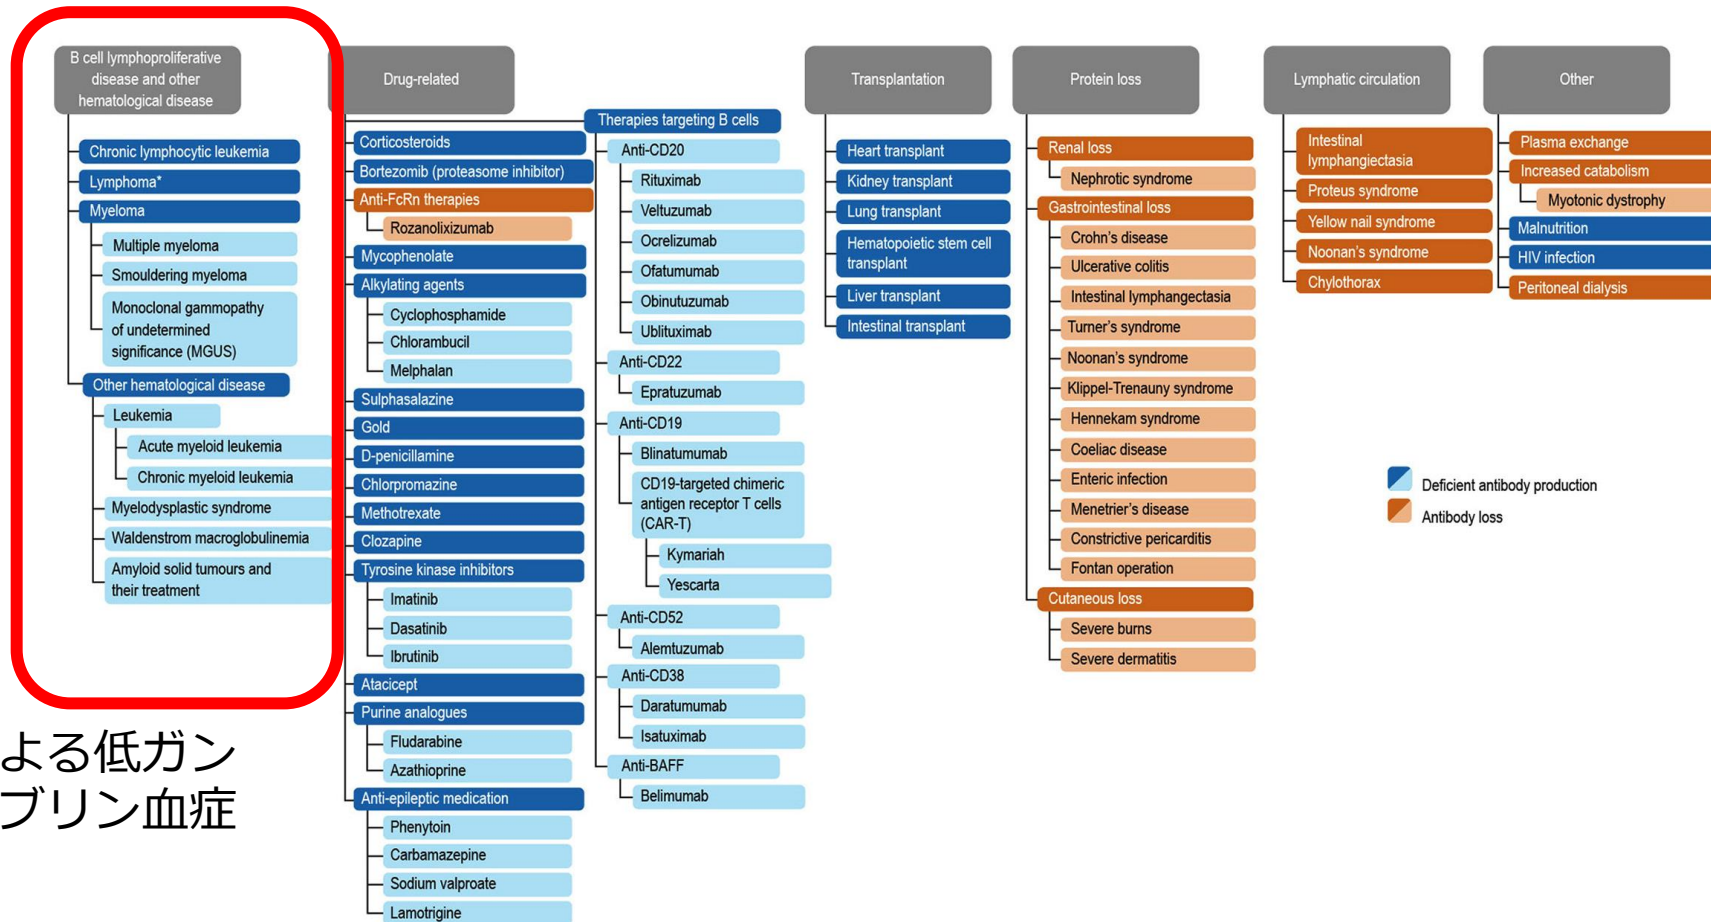 B cell lymphoproliferative
disease and other
hematological disease
Chronic lymphocytic leukemia
Lymphoma*
Myeloma
Multiple myeloma
Smouldering myeloma
Monoclonal gammopathy
of undetermined
significance (MGUS)
Other hematological disease
Leukemia
Acute myeloid leukemia
Chronic myeloid leukemia
Myelodysplastic syndrome
Waldenstrom macroglobulinemia
Amyloid solid tumours and
their treatment
よる低ガン
ブリン血症
Drug-related
Corticosteroids
Bortezomib (proteasome inhibitor)
Anti-FcRn therapies
Rozanolixizumab
Mycophenolate
Alkylating agents
Cyclophosphamide
Chlorambucil
Melphalan
Sulphasalazine
Gold
D-penicillamine
Chlorpromazine
Methotrexate
Clozapine
Tyrosine kinase inhibitors
Imatinib
Dasatinib
Ibrutinib
Atacicept
Purine analogues
Fludarabine
Azathioprine
Anti-epileptic medication
Phenytoin
Carbamazepine
Sodium valproate
Lamotrigine
Therapies targeting B cells
Anti-CD20
Rituximab
Veltuzumab
Ocrelizumab
Ofatumumab
Obinutuzumab
Ublituximab
Anti-CD22
Epratuzumab
Anti-CD19
Blinatumumab
CD19-targeted chimeric
antigen receptor T cells
(CAR-T)
Kymariah
Yescarta
Anti-CD52
Alemtuzumab
Anti-CD38
Daratumumab
Isatuximab
Anti-BAFF
Belimumab
Transplantation
Heart transplant
Kidney transplant
Lung transplant
Hematopoietic stem cell
transplant
Liver transplant
Intestinal transplant
Protein loss
Renal loss
Nephrotic syndrome
Gastrointestinal loss
Crohn's disease
Ulcerative colitis
Intestinal lymphangectasia
Turner's syndrome
Noonan's syndrome
Klippel-Trenauny syndrome
Hennekam syndrome
Coeliac disease
Enteric infection
Menetrier's disease
Constrictive pericarditis
Fontan operation
Cutaneous loss
Severe burns
Severe dermatitis
Lymphatic circulation
Intestinal
lymphangiectasia
Proteus syndrome
Yellow nail syndrome
Noonan's syndrome
Chylothorax
Other
Plasma exchange
Increased catabolism
Myotonic dystrophy
Malnutrition
HIV infection
Peritoneal dialysis
Deficient antibody production
Antibody loss